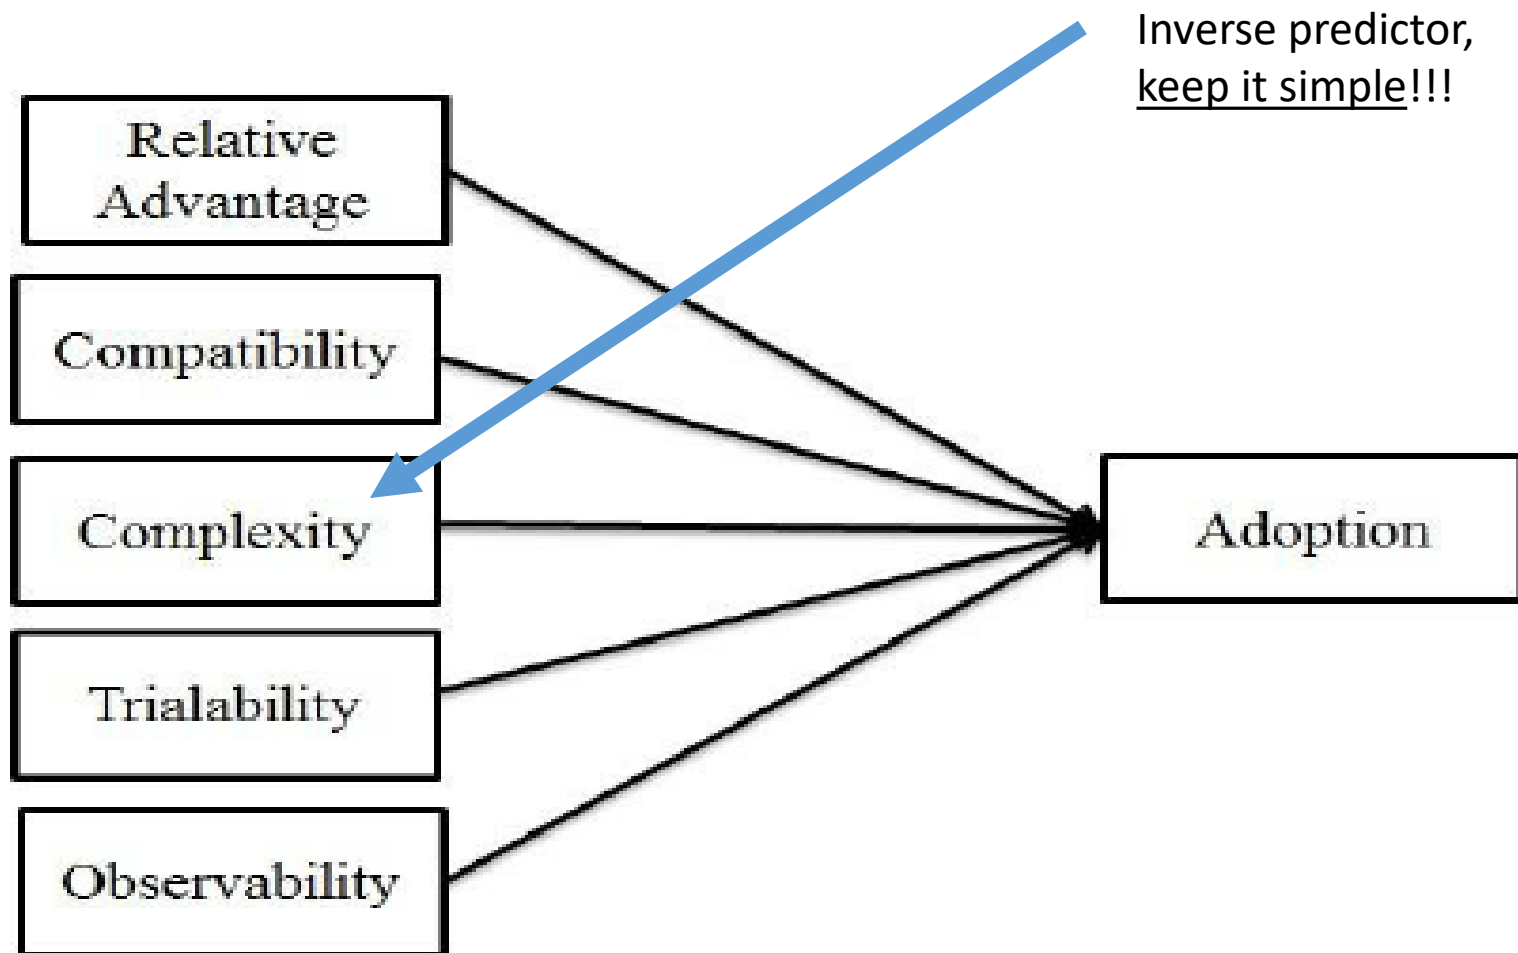 Inverse predictor,
keep it simple!!!
Relative
Advantage
Compatibility
Complexity
Trialability
Observability
Adoption